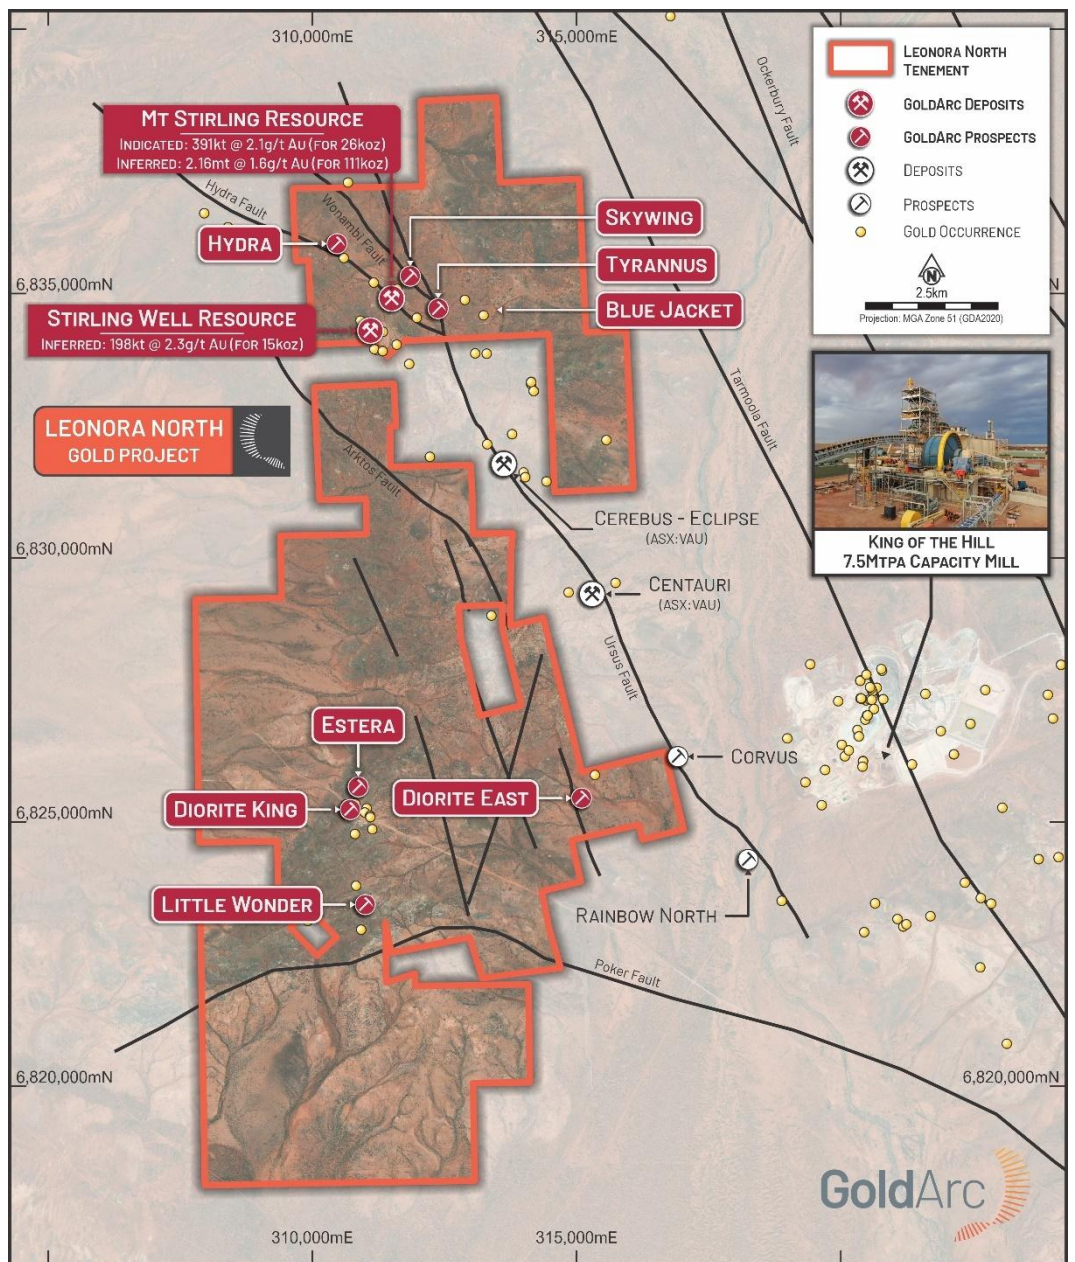 310,000mE
315,000mE
Ockerbury Fault
LEONORA NORTH
TENEMENT
GOLDARC DEPOSITS
GOLDARC PROSPECTS
DEPOSITS
PROSPECTS
GOLD OCCURRENCE
N
2.5km
Projection: MGA Zone 51 (GDA2020)
MT STIRLING RESOURCE
INDICATED: 391kt @ 2.1g/t Au (FOR 26koz)
INFERRED: 2.16mt @ 1.6g/t Au (FOR 111koz)
Hydra Fault
Wonambi Fault
HYDRA
SKYWING
TYRANNUS
BLUE JACKET
6,835,000mN
STIRLING WELL RESOURCE
INFERRED: 198kt @ 2.3g/t Au (FOR 15koz)
Tarmoola Fault
LEONORA NORTH
GOLD PROJECT
Arktos Fault
CEREBUS - ECLIPSE
(ASX:VAU)
KING OF THE HILL
7.5MTPA CAPACITY MILL
6,830,000mN
CENTAURI
(ASX:VAU)
Ursus Fault
ESTERA
CORVUS
DIORITE KING
DIORITE EAST
6,825,000mN
LITTLE WONDER
RAINBOW NORTH
Poker Fault
6,820,000mN
6,820,000mN
GoldArc
310,000mE
315,000mE